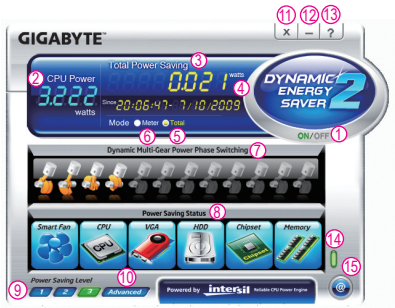 ⑪ ⑫ ⑬
X – ?
GIGABYTE™
Total Power Saving ③
② CPU Power
0.021 watts ④
3.222
watts
Since 20:06:47- 7/10/2009
Mode Meter Total
⑥ ⑤
DYNAMIC
ENERGY
SAVER 2
ON/OFF ①
Dynamic Multi-Gear Power Phase Switching ⑦
Power Saving Status ⑧
Smart Fan CPU VGA HDD Chipset Memory
CPU Chipset
⑭
⑮
⑩
Power Saving Level
⑨ 1 2 3 Advanced
Powered by intersil Reliable CPU Power Engine
@